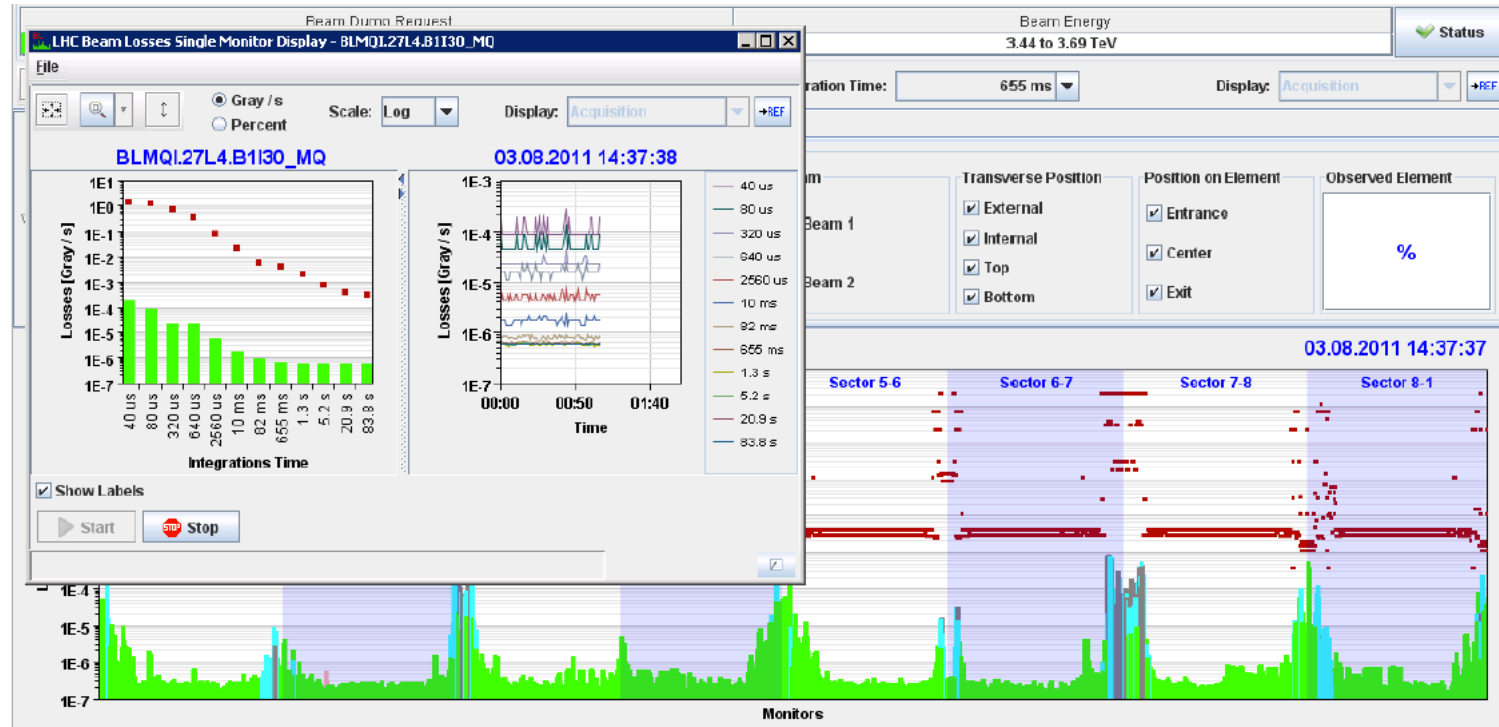 Beam Dump Request
Beam Energy
3.44 to 3.69 TeV
Status
LHC Beam Losses Single Monitor Display - BLMQI.27L4.B1I30_MQ
File
Gray / s
Percent
Scale: Log
Display: Acquisition
→REF
ration Time: 655 ms
Display: Acquisition
→REF
BLMQI.27L4.B1I30_MQ
03.08.2011 14:37:38
Losses [Gray / s]
1E1
1E0
1E-1
1E-2
1E-3
1E-4
1E-5
1E-6
1E-7
40 us
80 us
320 us
640 us
2560 us
10 ms
82 ms
655 ms
1.3 s
5.2 s
20.9 s
83.8 s
Integrations Time
Losses [Gray / s]
1E-3
1E-4
1E-5
1E-6
1E-7
00:00 00:50 01:40
Time
40 us
80 us
320 us
640 us
2560 us
10 ms
82 ms
655 ms
1.3 s
5.2 s
20.9 s
83.8 s
Show Labels
Start
STOP Stop
Beam 1
Beam 2
Transverse Position
External
Internal
Top
Bottom
Position on Element
Entrance
Center
Exit
Observed Element
%
03.08.2011 14:37:37
Sector 5-6 Sector 6-7 Sector 7-8 Sector 8-1
1E-4
1E-5
1E-6
1E-7
Monitors